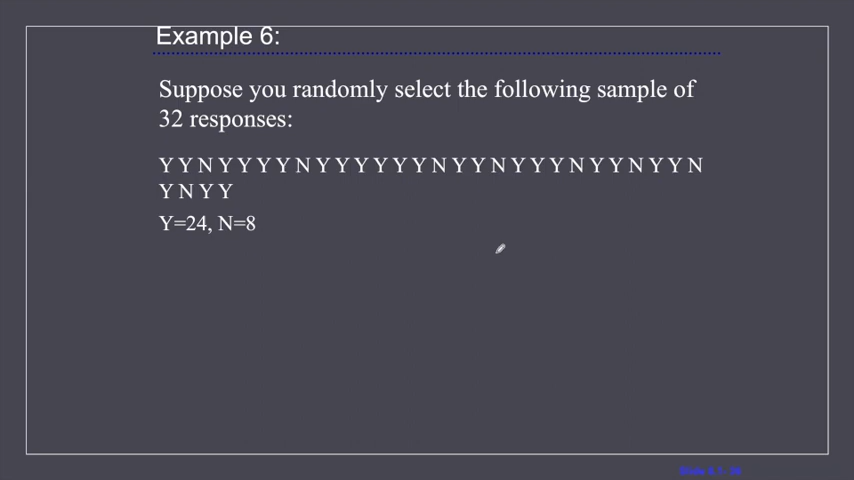 Example 6:
Suppose you randomly select the following sample of
32 responses:
Y Y N Y Y Y Y N Y Y Y Y Y Y N Y Y N Y Y Y N Y Y N Y Y N
Y N Y Y
Y=24, N=8